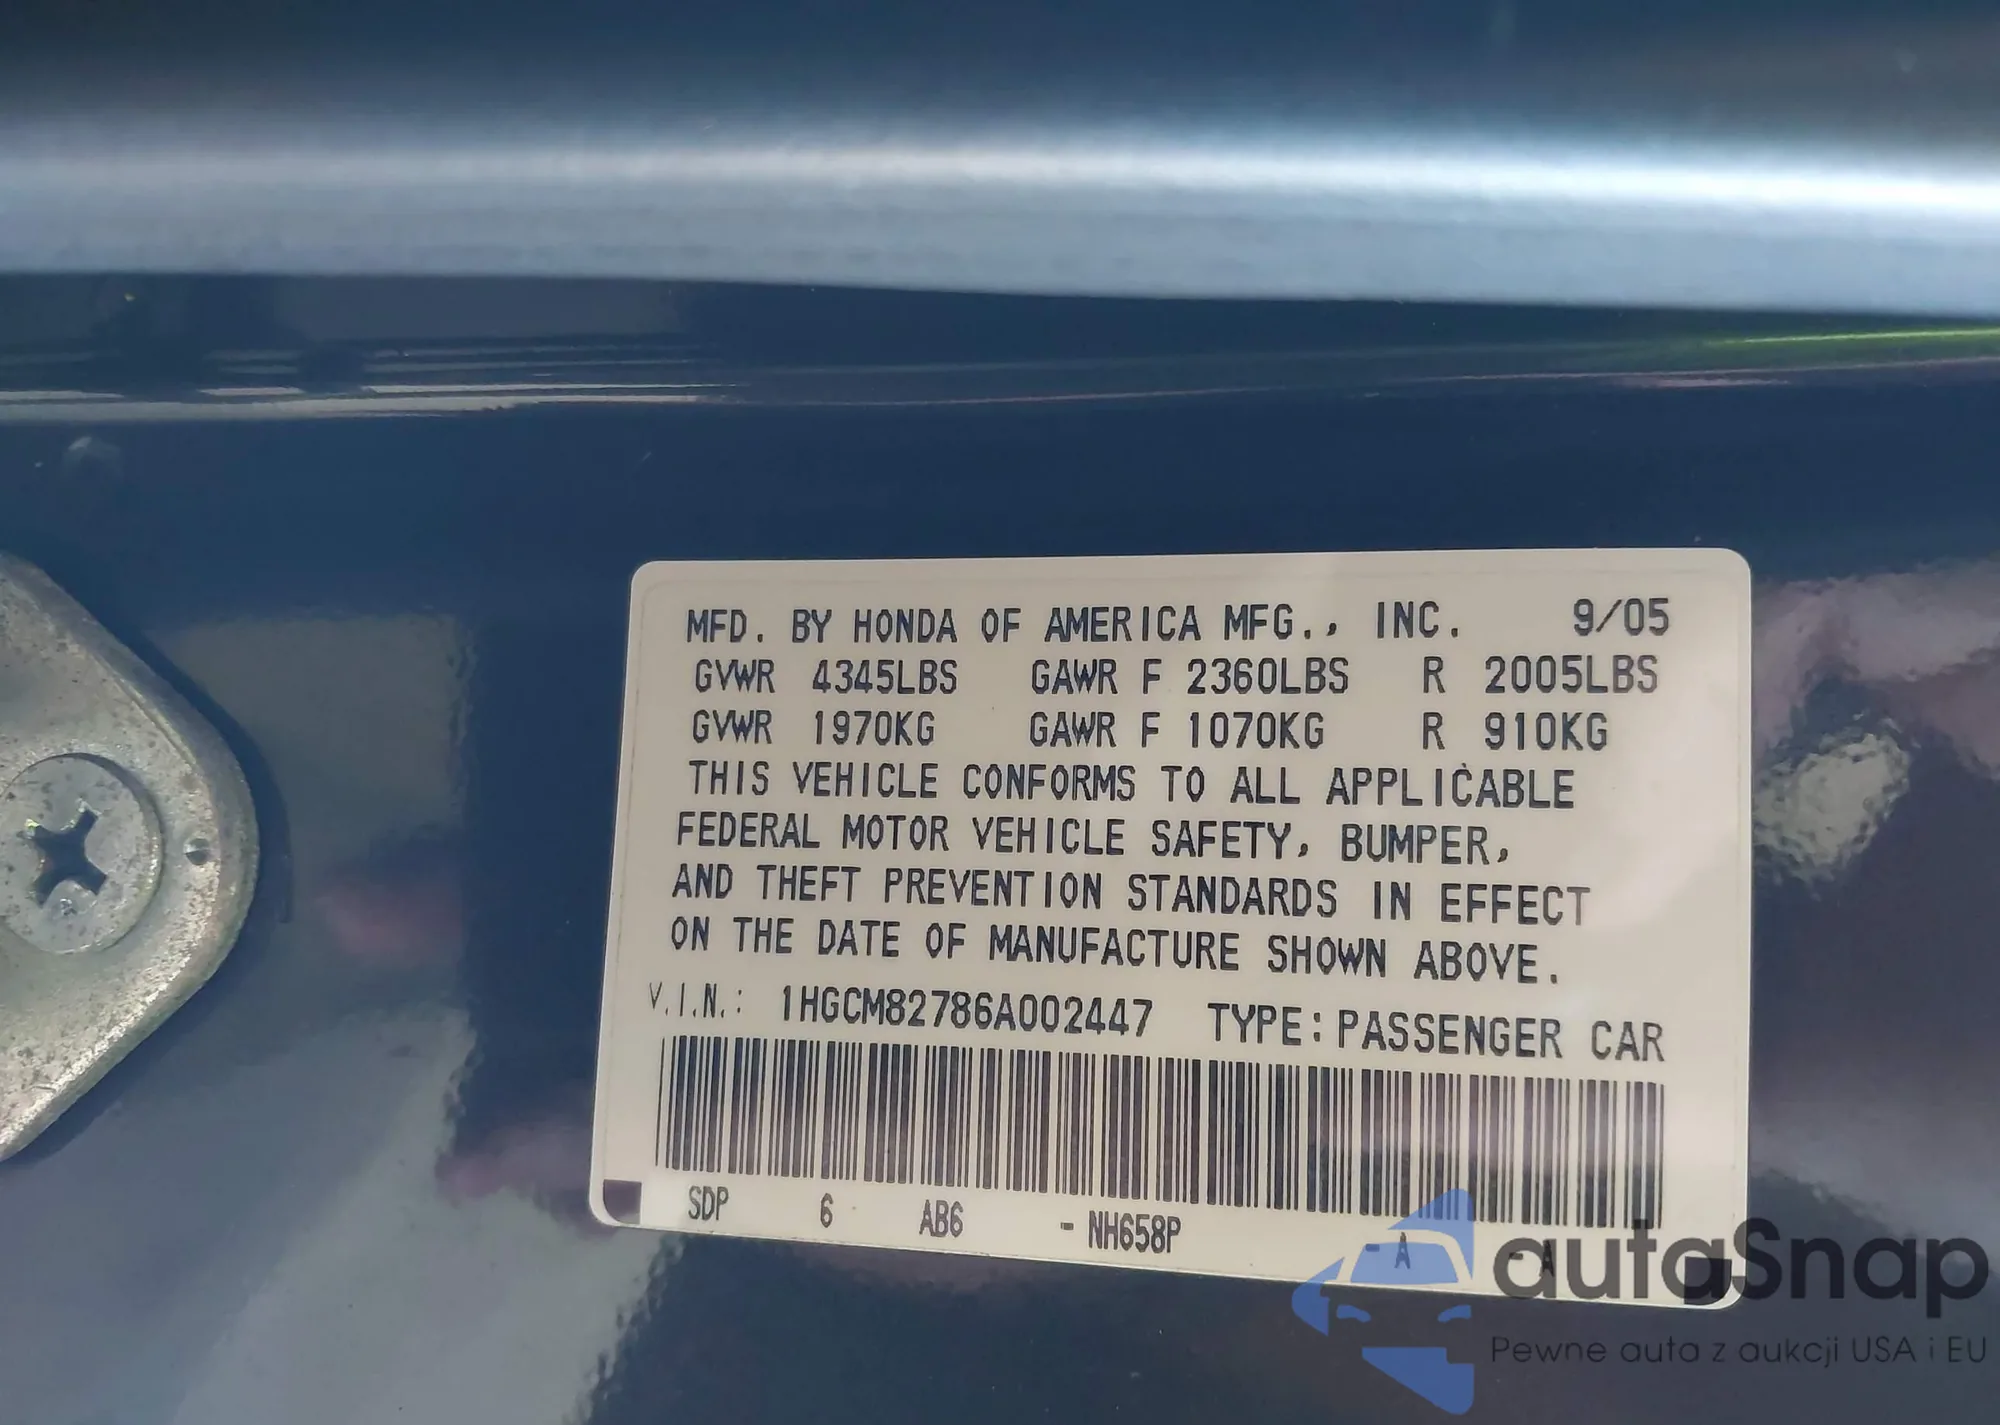 MFD. BY HONDA OF AMERICA MFG., INC. 9/05
GVWR 4345LBS GAWR F 2360LBS R 2005LBS
GVWR 1970KG GAWR F 1070KG R 910KG
THIS VEHICLE CONFORMS TO ALL APPLICABLE
FEDERAL MOTOR VEHICLE SAFETY, BUMPER,
AND THEFT PREVENTION STANDARDS IN EFFECT
ON THE DATE OF MANUFACTURE SHOWN ABOVE.
V.I.N.: 1HGCM82786A002447 TYPE: PASSENGER CAR
SDP 6 AB6 - NH658P - A - A
autaSnap
Pewne auta z aukcji USA i EU